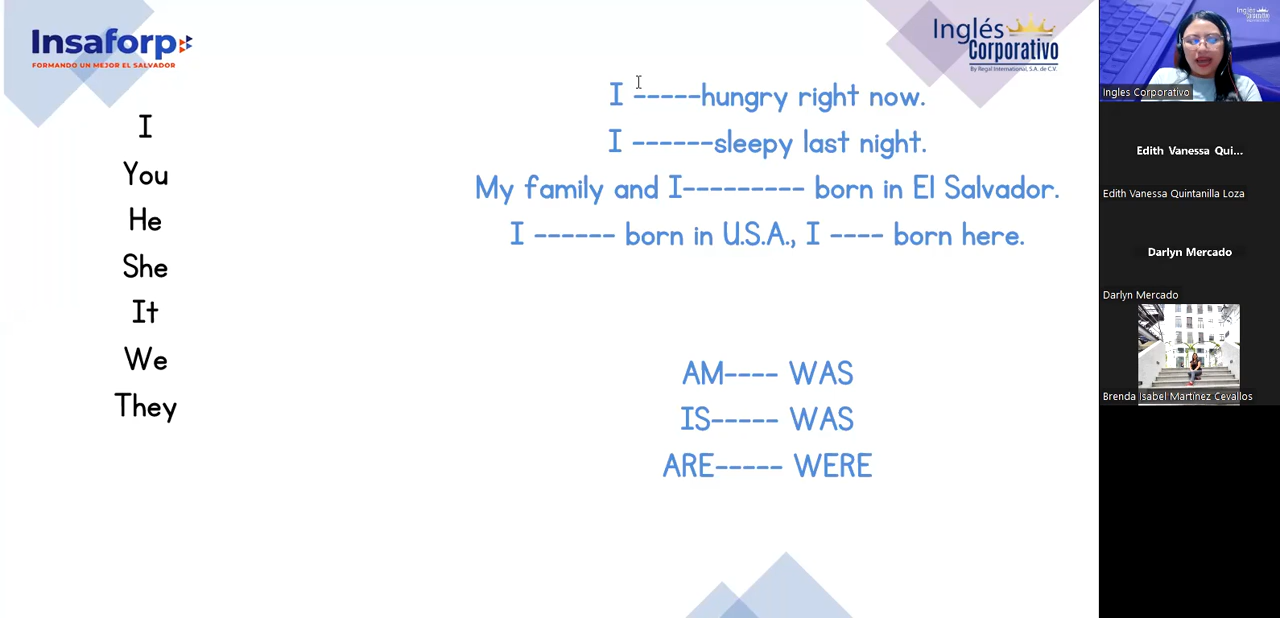 Insaforp
FORMANDO UN MEJOR EL SALVADOR
Inglés
Corporativo
By Regal International, S.A. de C.V.
I
You
He
She
It
We
They
I -----hungry right now.
I ------sleepy last night.
My family and I--------- born in El Salvador.
I ------ born in U.S.A., I ---- born here.
AM---- WAS
IS----- WAS
ARE----- WERE
Ingles Corporativo
Edith Vanessa Qui...
Edith Vanessa Quintanilla Loza
Darlyn Mercado
Darlyn Mercado
Brenda Isabel Martínez Cevallos